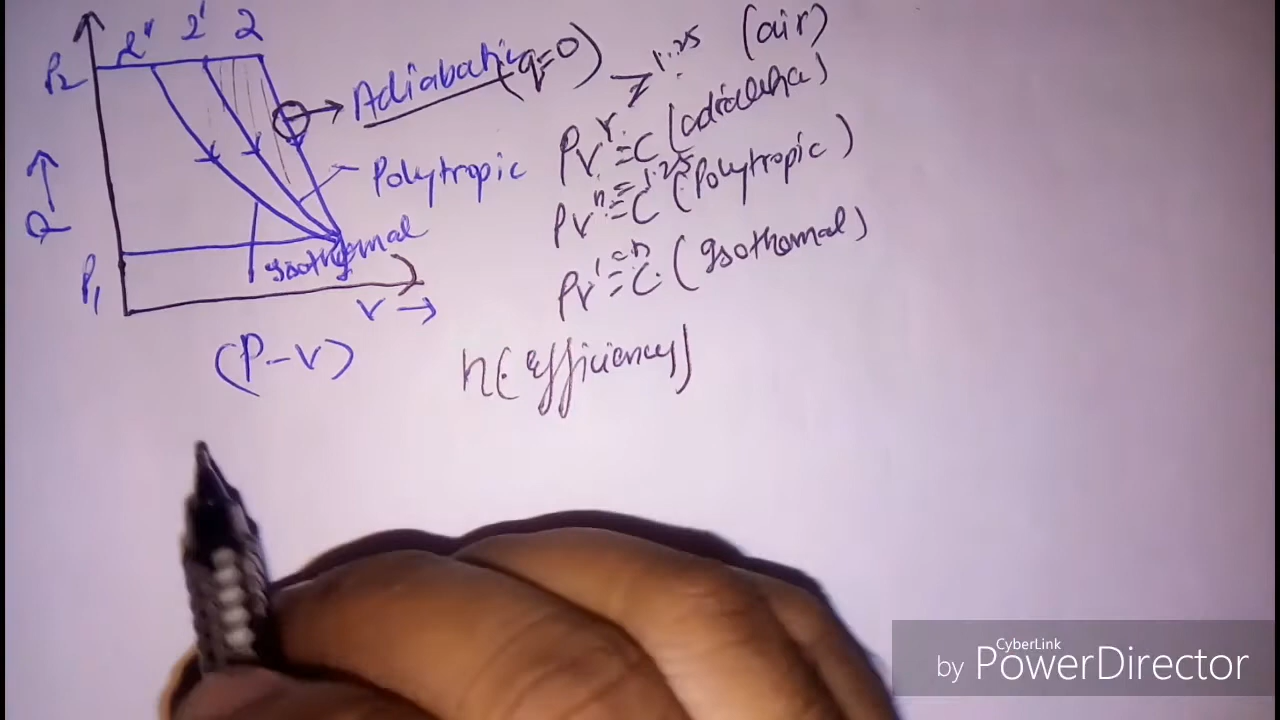 2" 2' 2
P2
Adiabatic (q=0)
Polytropic
Isothermal
P
P1
V →
(P-V)
1.25 (air)
PV^γ = C (adiabatic)
PV^n = C (Polytropic)
n = 1.25
PV^1 = C. (Isothermal)
η (efficiency)
CyberLink
by PowerDirector